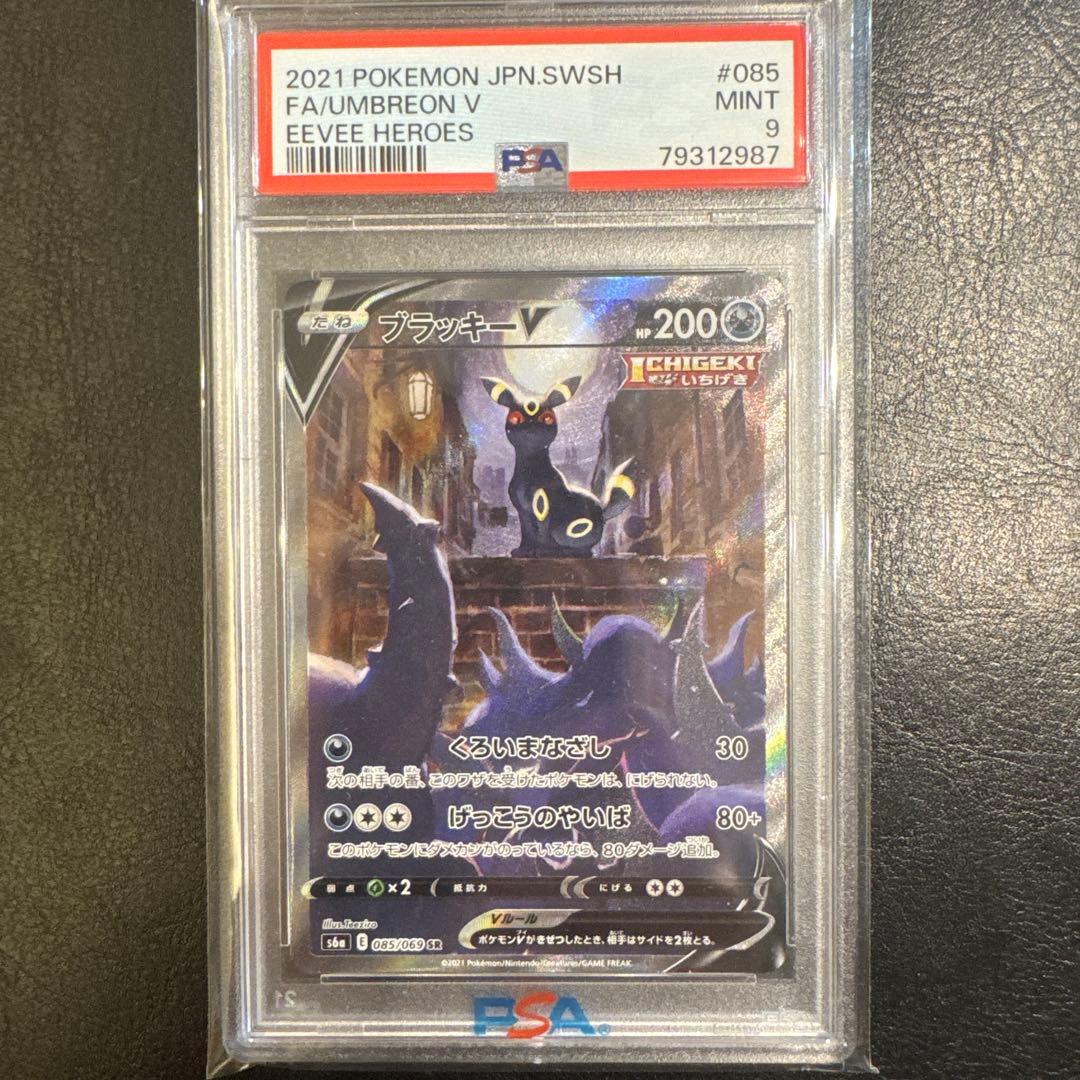 2021 POKEMON JPN.SWSH #085
FA/UMBREON V MINT
EEVEE HEROES 9
PSA 79312987
たね ブラッキーV HP 200
ICHIGEKI
いちげき
くろいまなざし 30
次の相手の番、このワザを受けたポケモンは、にげられない。
げっこうのやいば 80+
このポケモンにダメカンがのっているなら、80ダメージ追加。
弱点 ×2 抵抗力 にげる
Illus.Teeziro Vルール
s6a E 085/069 SR ポケモンVがきぜつしたとき、相手はサイドを2枚とる。
©2021 Pokémon/Nintendo/Creatures/GAME FREAK
PSA®